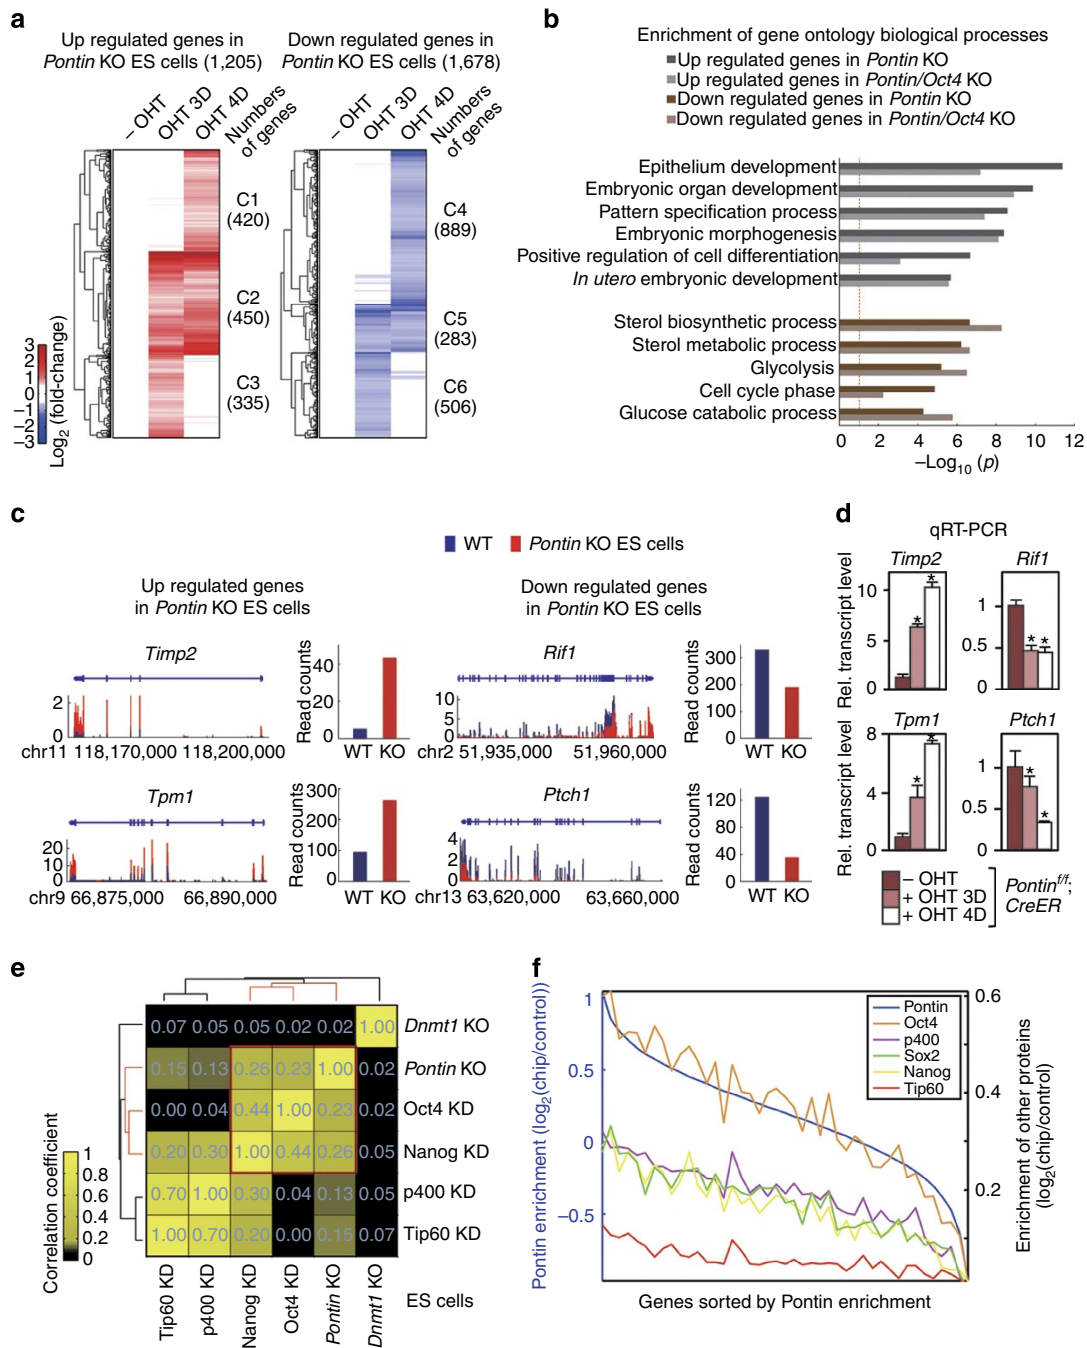 a
Up regulated genes in
Pontin KO ES cells (1,205)
Down regulated genes in
Pontin KO ES cells (1,678)
– OHT
OHT 3D
OHT 4D
Numbers
of genes
– OHT
OHT 3D
OHT 4D
Numbers
of genes
C1
(420)
C2
(450)
C3
(335)
C4
(889)
C5
(283)
C6
(506)
3
2
1
0
–1
–2
–3
Log2 (fold-change)
b
Enrichment of gene ontology biological processes
Up regulated genes in Pontin KO
Up regulated genes in Pontin/Oct4 KO
Down regulated genes in Pontin KO
Down regulated genes in Pontin/Oct4 KO
Epithelium development
Embryonic organ development
Pattern specification process
Embryonic morphogenesis
Positive regulation of cell differentiation
In utero embryonic development
Sterol biosynthetic process
Sterol metabolic process
Glycolysis
Cell cycle phase
Glucose catabolic process
0 2 4 6 8 10 12
–Log10 (p)
c
WT Pontin KO ES cells
Up regulated genes
in Pontin KO ES cells
Down regulated genes
in Pontin KO ES cells
Timp2
2
0
chr11 118,170,000 118,200,000
Read counts
40
20
0
WT KO
Rif1
10
5
0
chr2 51,935,000 51,960,000
Read counts
300
200
100
0
WT KO
Tpm1
20
10
0
chr9 66,875,000 66,890,000
Read counts
300
200
100
0
WT KO
Ptch1
4
2
0
chr13 63,620,000 63,660,000
Read counts
120
80
40
0
WT KO
d
qRT-PCR
Timp2
Rel. transcript level
10
5
0
* *
Rif1
1
0.5
0
* *
Tpm1
Rel. transcript level
8
4
0
* *
Ptch1
1
0.5
0
* *
– OHT
+ OHT 3D
+ OHT 4D
Pontinf/f;
CreER
e
0.07 0.05 0.05 0.02 0.02 1.00 Dnmt1 KO
0.15 0.13 0.26 0.23 1.00 0.02 Pontin KO
0.00 0.04 0.44 1.00 0.23 0.02 Oct4 KD
0.20 0.30 1.00 0.44 0.26 0.05 Nanog KD
0.70 1.00 0.30 0.04 0.13 0.05 p400 KD
1.00 0.70 0.20 0.00 0.15 0.07 Tip60 KD
Tip60 KD
p400 KD
Nanog KD
Oct4 KD
Pontin KO
Dnmt1 KO
ES cells
Correlation coefficient
1
0.8
0.6
0.4
0.2
0
f
Pontin enrichment (log2(chip/control))
1
0.5
0
–0.5
Pontin
Oct4
p400
Sox2
Nanog
Tip60
0.6
0.4
0.2
Enrichment of other proteins
(log2(chip/control)
Genes sorted by Pontin enrichment